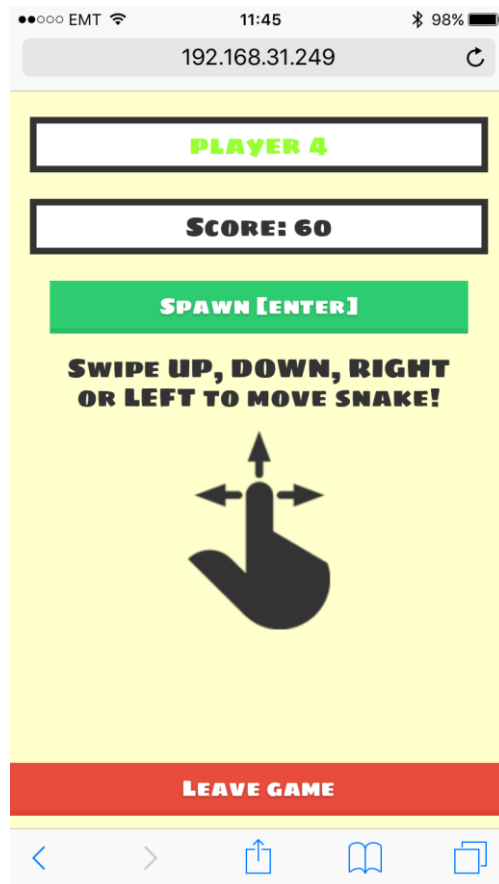 EMT 11:45 98%
192.168.31.249
PLAYER 4
SCORE: 60
SPAWN [ENTER]
SWIPE UP, DOWN, RIGHT
OR LEFT TO MOVE SNAKE!
LEAVE GAME